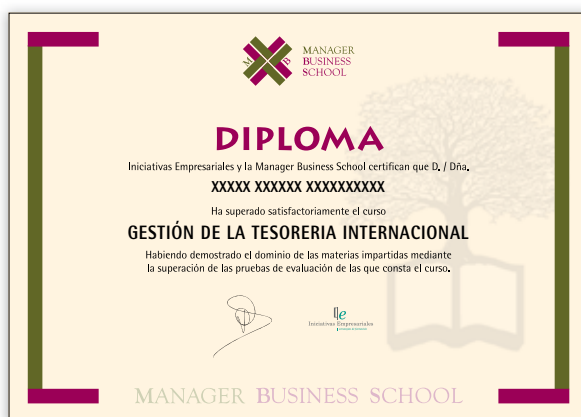 M B
MANAGER
BUSINESS
SCHOOL
DIPLOMA
Iniciativas Empresariales y la Manager Business School certifican que D. / Dña.
XXXXX XXXXXX XXXXXXXXXX
Ha superado satisfactoriamente el curso
GESTIÓN DE LA TESORERIA INTERNACIONAL
Habiendo demostrado el dominio de las materias impartidas mediante
la superación de las pruebas de evaluación de las que consta el curso.
Ile
Iniciativas Empresariales
MANAGER BUSINESS SCHOOL